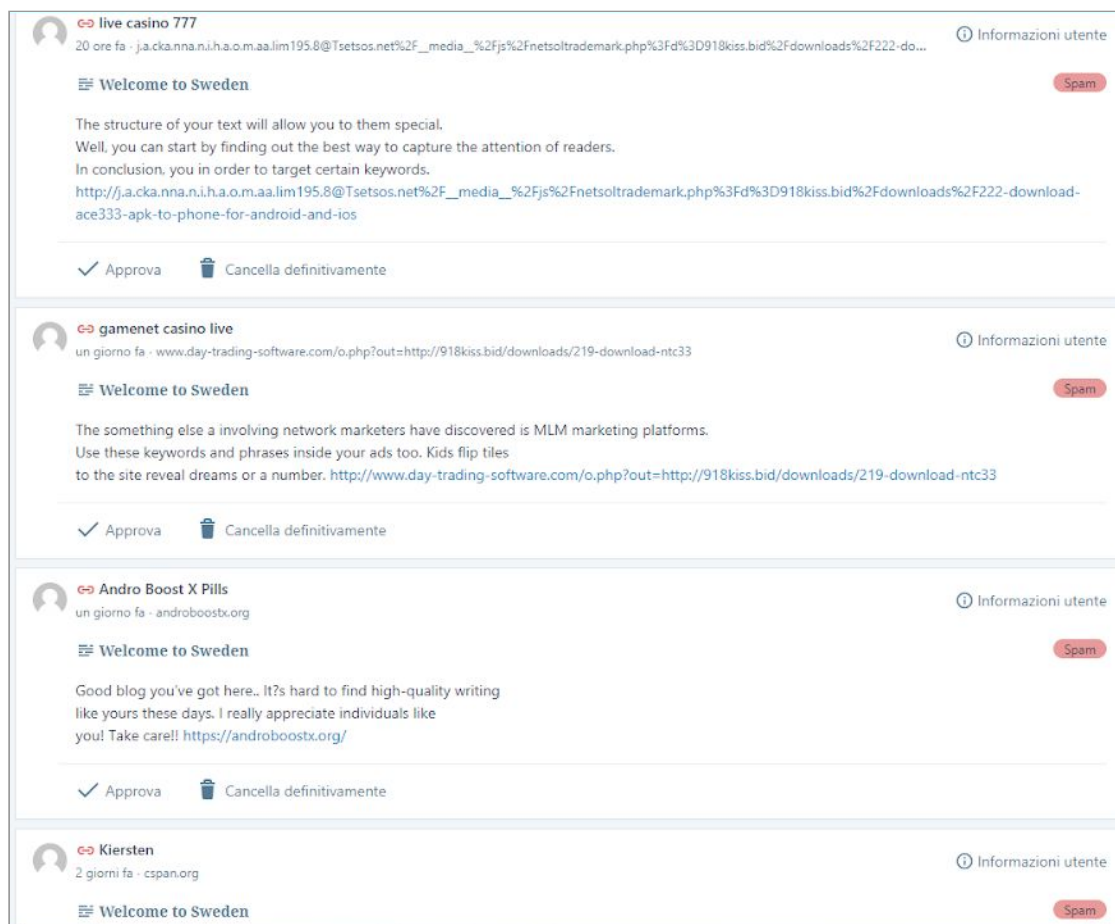 live casino 777
Informazioni utente
20 ore fa · j.a.cka.nna.n.i.h.a.o.m.aa.lim195.8@Tsetsos.net%2F__media__%2Fjs%2Fnetsoltrademark.php%3Fd%3D918kiss.bid%2Fdownloads%2F222-do...
Welcome to Sweden
Spam
The structure of your text will allow you to them special.
Well, you can start by finding out the best way to capture the attention of readers.
In conclusion, you in order to target certain keywords.
http://j.a.cka.nna.n.i.h.a.o.m.aa.lim195.8@Tsetsos.net%2F__media__%2Fjs%2Fnetsoltrademark.php%3Fd%3D918kiss.bid%2Fdownloads%2F222-download-
ace333-apk-to-phone-for-android-and-ios
Approva Cancella definitivamente
gamenet casino live
Informazioni utente
un giorno fa · www.day-trading-software.com/o.php?out=http://918kiss.bid/downloads/219-download-ntc33
Welcome to Sweden
Spam
The something else a involving network marketers have discovered is MLM marketing platforms.
Use these keywords and phrases inside your ads too. Kids flip tiles
to the site reveal dreams or a number. http://www.day-trading-software.com/o.php?out=http://918kiss.bid/downloads/219-download-ntc33
Approva Cancella definitivamente
Andro Boost X Pills
Informazioni utente
un giorno fa · androboostx.org
Welcome to Sweden
Spam
Good blog you've got here.. It?s hard to find high-quality writing
like yours these days. I really appreciate individuals like
you! Take care!! https://androboostx.org/
Approva Cancella definitivamente
Kiersten
Informazioni utente
2 giorni fa · cspan.org
Welcome to Sweden
Spam